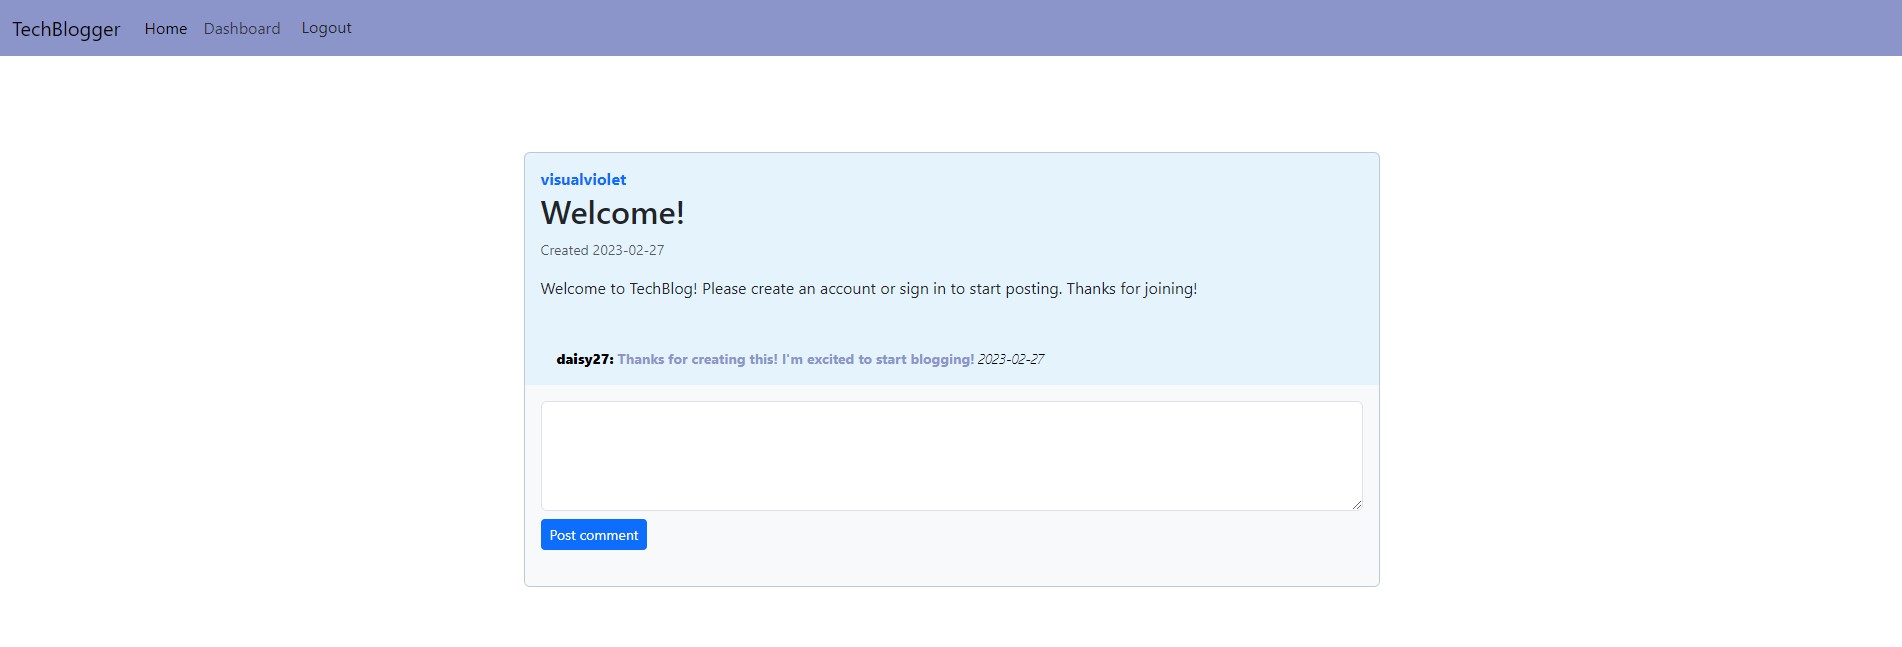 TechBlogger Home Dashboard Logout
visualviolet
Welcome!
Created 2023-02-27
Welcome to TechBlog! Please create an account or sign in to start posting. Thanks for joining!
daisy27: Thanks for creating this! I'm excited to start blogging! 2023-02-27
Post comment